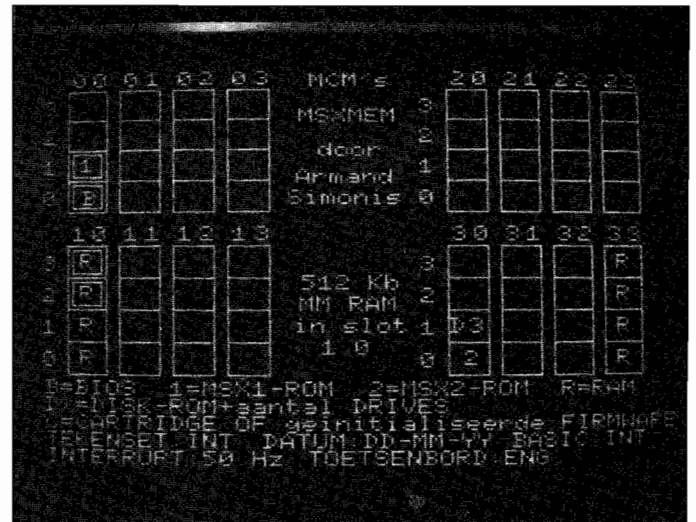 00 01 02 03 MCM's 20 21 22 23
MSXMEM 3
2
door
1 1
Armand
0 B Simonis 0
10 11 12 13 30 31 32 33
3 R 3 R
512 Kb
2 R MM RAM 2 R
1 R in slot 1 D3 R
1 0
0 R 0 2 R
B=BIOS 1=MSX1-ROM 2=MSX2-ROM R=RAM
=DISK-ROM+aantal DRIVES
=CARTRIDGE OF geinitialiseerde FIRMWARE
TEKENSET INT DATUM DD-MM-YY BASIC INT
INTERRUPT 50 Hz TOETSENBORD ENG